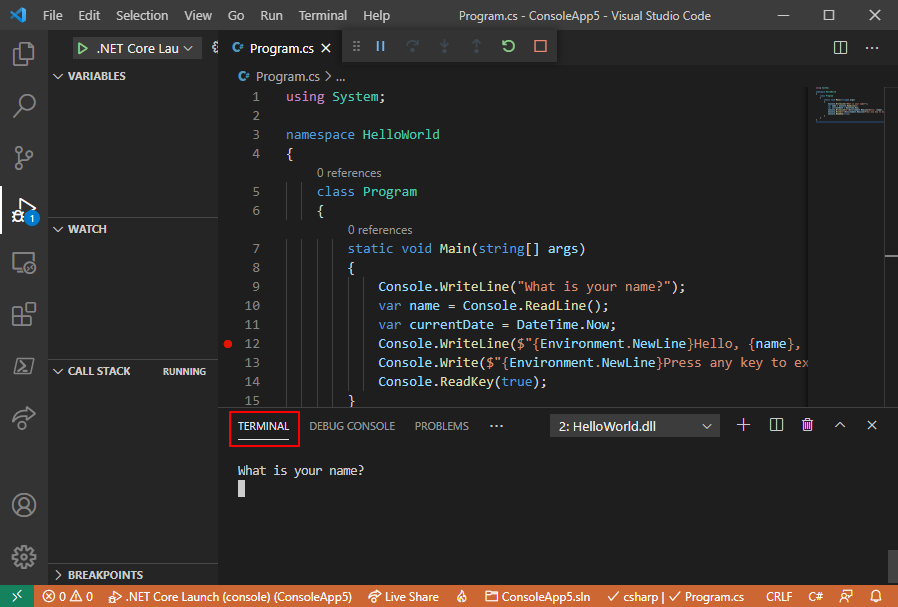 File Edit Selection View Go Run Terminal Help Program.cs - ConsoleApp5 - Visual Studio Code
.NET Core Lau
Program.cs
VARIABLES
Program.cs > ...
1 using System;
2
3 namespace HelloWorld
4 {
0 references
5 class Program
6 {
0 references
7 static void Main(string[] args)
8 {
9 Console.WriteLine("What is your name?");
10 var name = Console.ReadLine();
11 var currentDate = DateTime.Now;
12 Console.WriteLine($"{Environment.NewLine}Hello, {name},
13 Console.Write($"{Environment.NewLine}Press any key to ex
14 Console.ReadKey(true);
15 }
1
WATCH
CALL STACK RUNNING
BREAKPOINTS
TERMINAL DEBUG CONSOLE PROBLEMS ... 2: HelloWorld.dll
What is your name?
0 0 .NET Core Launch (console) (ConsoleApp5) Live Share ConsoleApp5.sln csharp | Program.cs CRLF C#